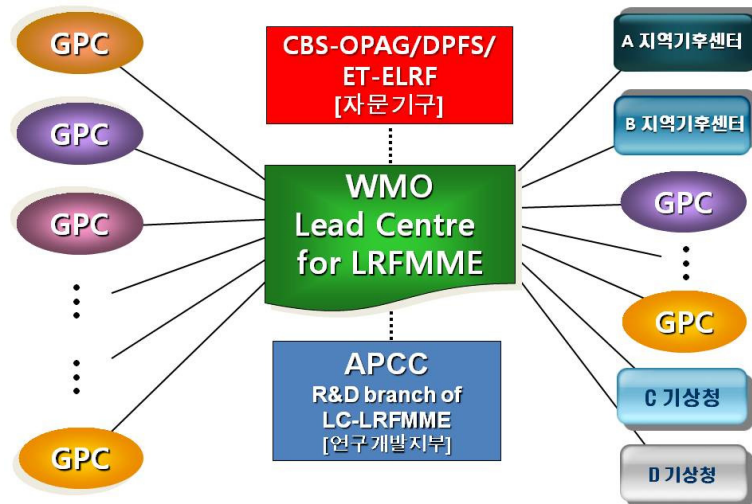 GPC
GPC
GPC
GPC
CBS-OPAG/DPFS/
ET-ELRF
[자문기구]
WMO
Lead Centre
for LRFMME
APCC
R&D branch of
LC-LRFMME
[연구개발지부]
A 지역기후센터
B 지역기후센터
GPC
GPC
C 기상청
D 기상청